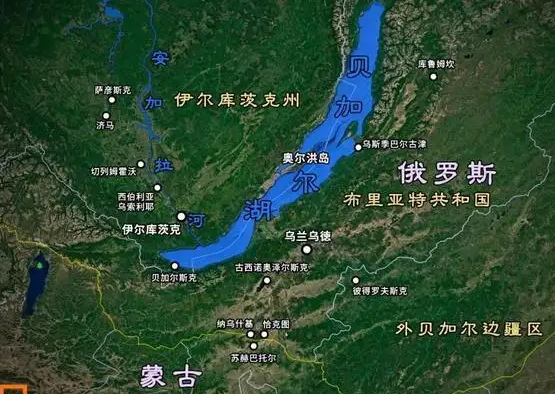 贝加尔湖
安加拉河
库鲁姆坎
萨彦斯克
伊尔库茨克州
济马
乌斯季巴尔古津
奥尔洪岛
切列姆霍沃
俄罗斯
西伯利亚
乌索利耶
布里亚特共和国
伊尔库茨克
乌兰乌德
贝加尔斯克
古西诺奥泽尔斯克
彼得罗夫斯克
纳乌什基
恰克图
外贝加尔边疆区
苏赫巴托尔
蒙古